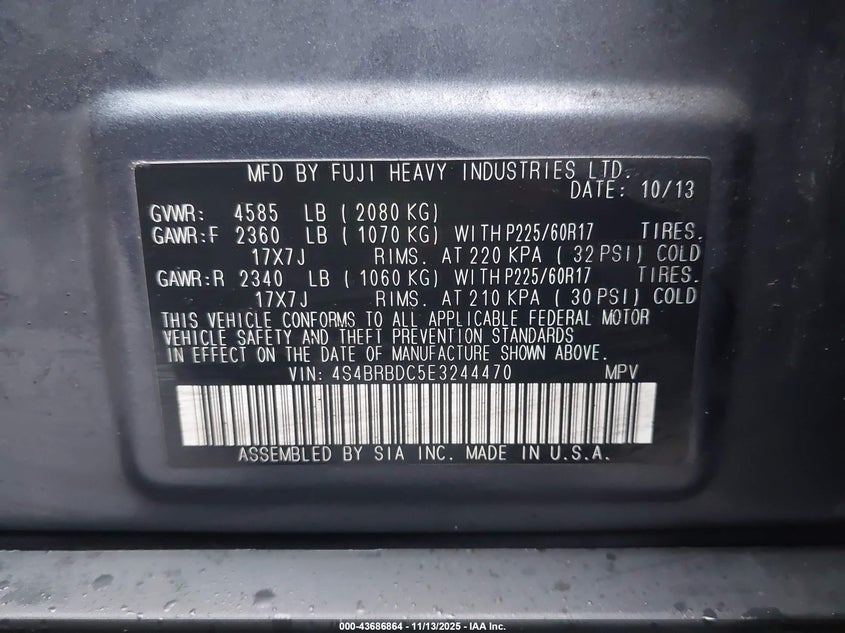 MFD BY FUJI HEAVY INDUSTRIES LTD.
DATE: 10/13
GVWR: 4585 LB ( 2080 KG)
GAWR:F 2360 LB ( 1070 KG) WITH P225/60R17 TIRES.
17X7J RIMS. AT 220 KPA ( 32 PSI) COLD
GAWR:R 2340 LB ( 1060 KG) WITH P225/60R17 TIRES.
17X7J RIMS. AT 210 KPA ( 30 PSI) COLD
THIS VEHICLE CONFORMS TO ALL APPLICABLE FEDERAL MOTOR
VEHICLE SAFETY AND THEFT PREVENTION STANDARDS
IN EFFECT ON THE DATE OF MANUFACTURE SHOWN ABOVE.
VIN: 4S4BRBDC5E3244470 MPV
ASSEMBLED BY SIA INC. MADE IN U.S.A.
000-43686864 - 11/13/2025 - IAA Inc.